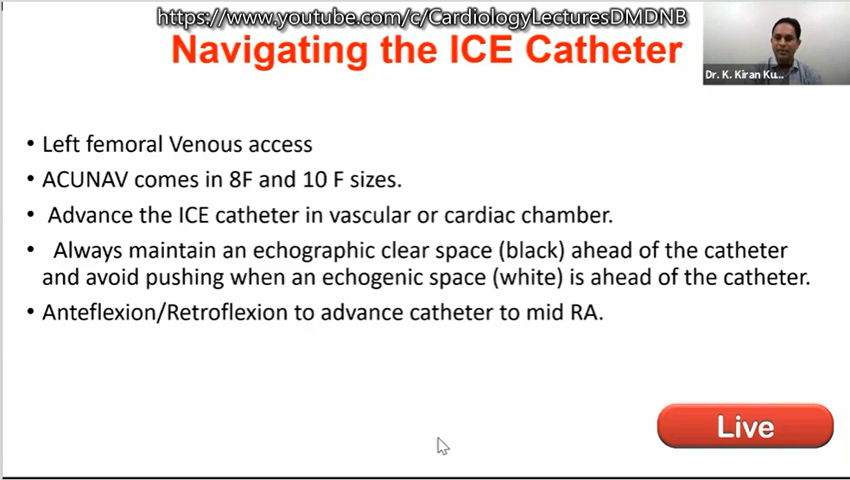 https://www.youtube.com/c/CardiologyLecturesDMDNB
Navigating the ICE Catheter
Dr. K. Kiran Ku...
• Left femoral Venous access
• ACUNAV comes in 8F and 10 F sizes.
• Advance the ICE catheter in vascular or cardiac chamber.
• Always maintain an echographic clear space (black) ahead of the catheter
and avoid pushing when an echogenic space (white) is ahead of the catheter.
• Anteflexion/Retroflexion to advance catheter to mid RA.
Live